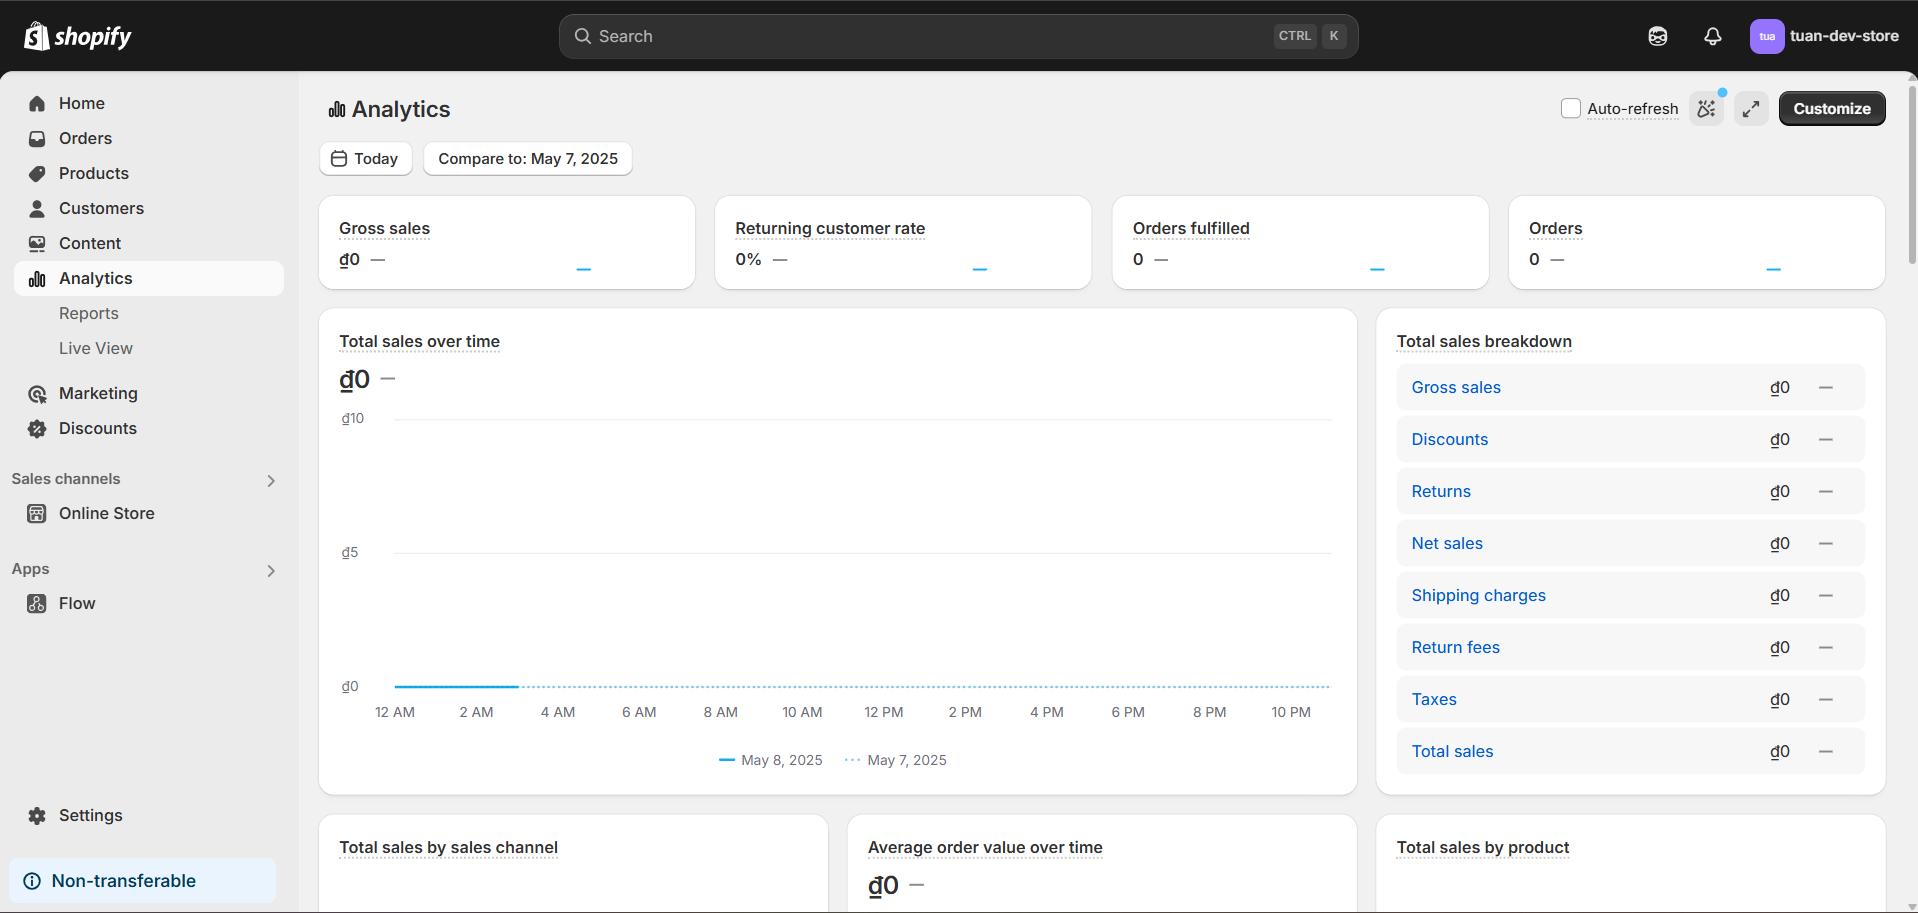 shopify
Search
CTRL K
tua
tuan-dev-store
Home
Orders
Products
Customers
Content
Analytics
Reports
Live View
Marketing
Discounts
Sales channels
Online Store
Apps
Flow
Settings
Non-transferable
Analytics
Auto-refresh
Customize
Today
Compare to: May 7, 2025
Gross sales
₫0 —
Returning customer rate
0% —
Orders fulfilled
0 —
Orders
0 —
Total sales over time
₫0 —
₫10
₫5
₫0
12 AM 2 AM 4 AM 6 AM 8 AM 10 AM 12 PM 2 PM 4 PM 6 PM 8 PM 10 PM
May 8, 2025 May 7, 2025
Total sales breakdown
Gross sales ₫0 —
Discounts ₫0 —
Returns ₫0 —
Net sales ₫0 —
Shipping charges ₫0 —
Return fees ₫0 —
Taxes ₫0 —
Total sales ₫0 —
Total sales by sales channel
Average order value over time
₫0 —
Total sales by product